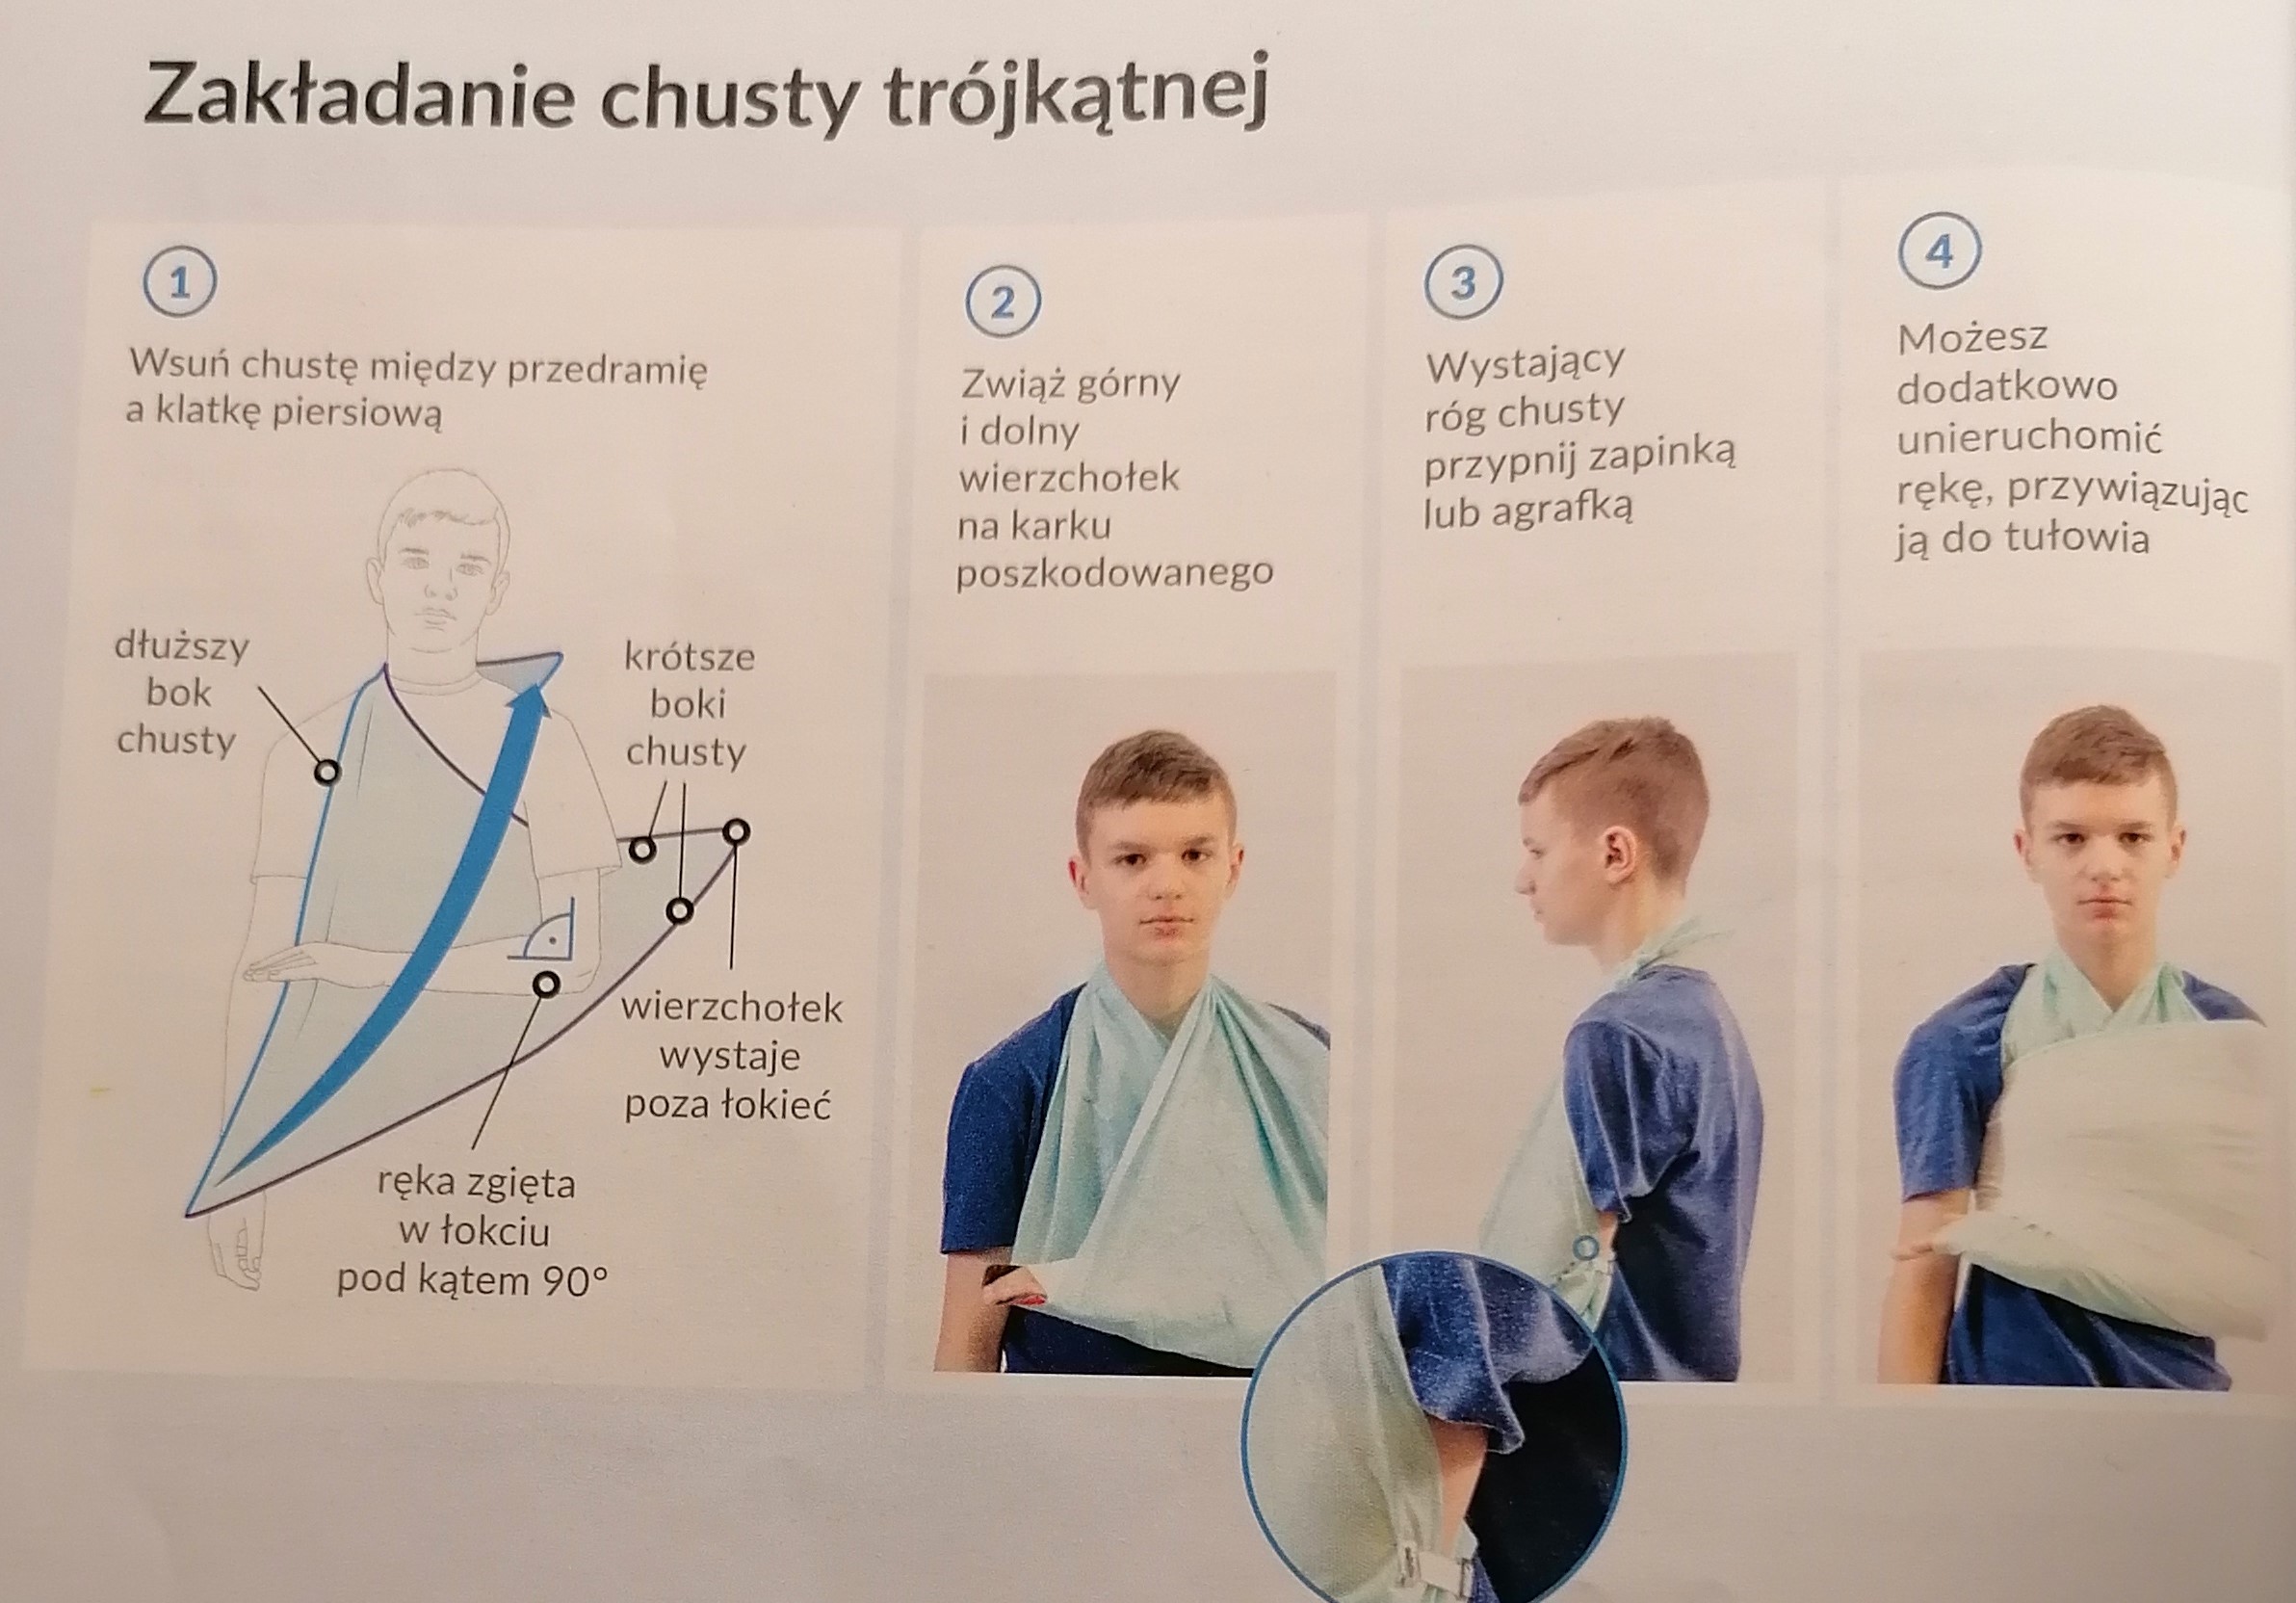 Zakładanie chusty trójkątnej
1
Wsuń chustę między przedramię
a klatkę piersiową
dłuższy
bok
chusty
krótsze
boki
chusty
wierzchołek
wystaje
poza łokieć
ręka zgięta
w łokciu
pod kątem 90°
2
Zwiąż górny
i dolny
wierzchołek
na karku
poszkodowanego
3
Wystający
róg chusty
przypnij zapinką
lub agrafką
4
Możesz
dodatkowo
unieruchomić
rękę, przywiązując
ją do tułowia